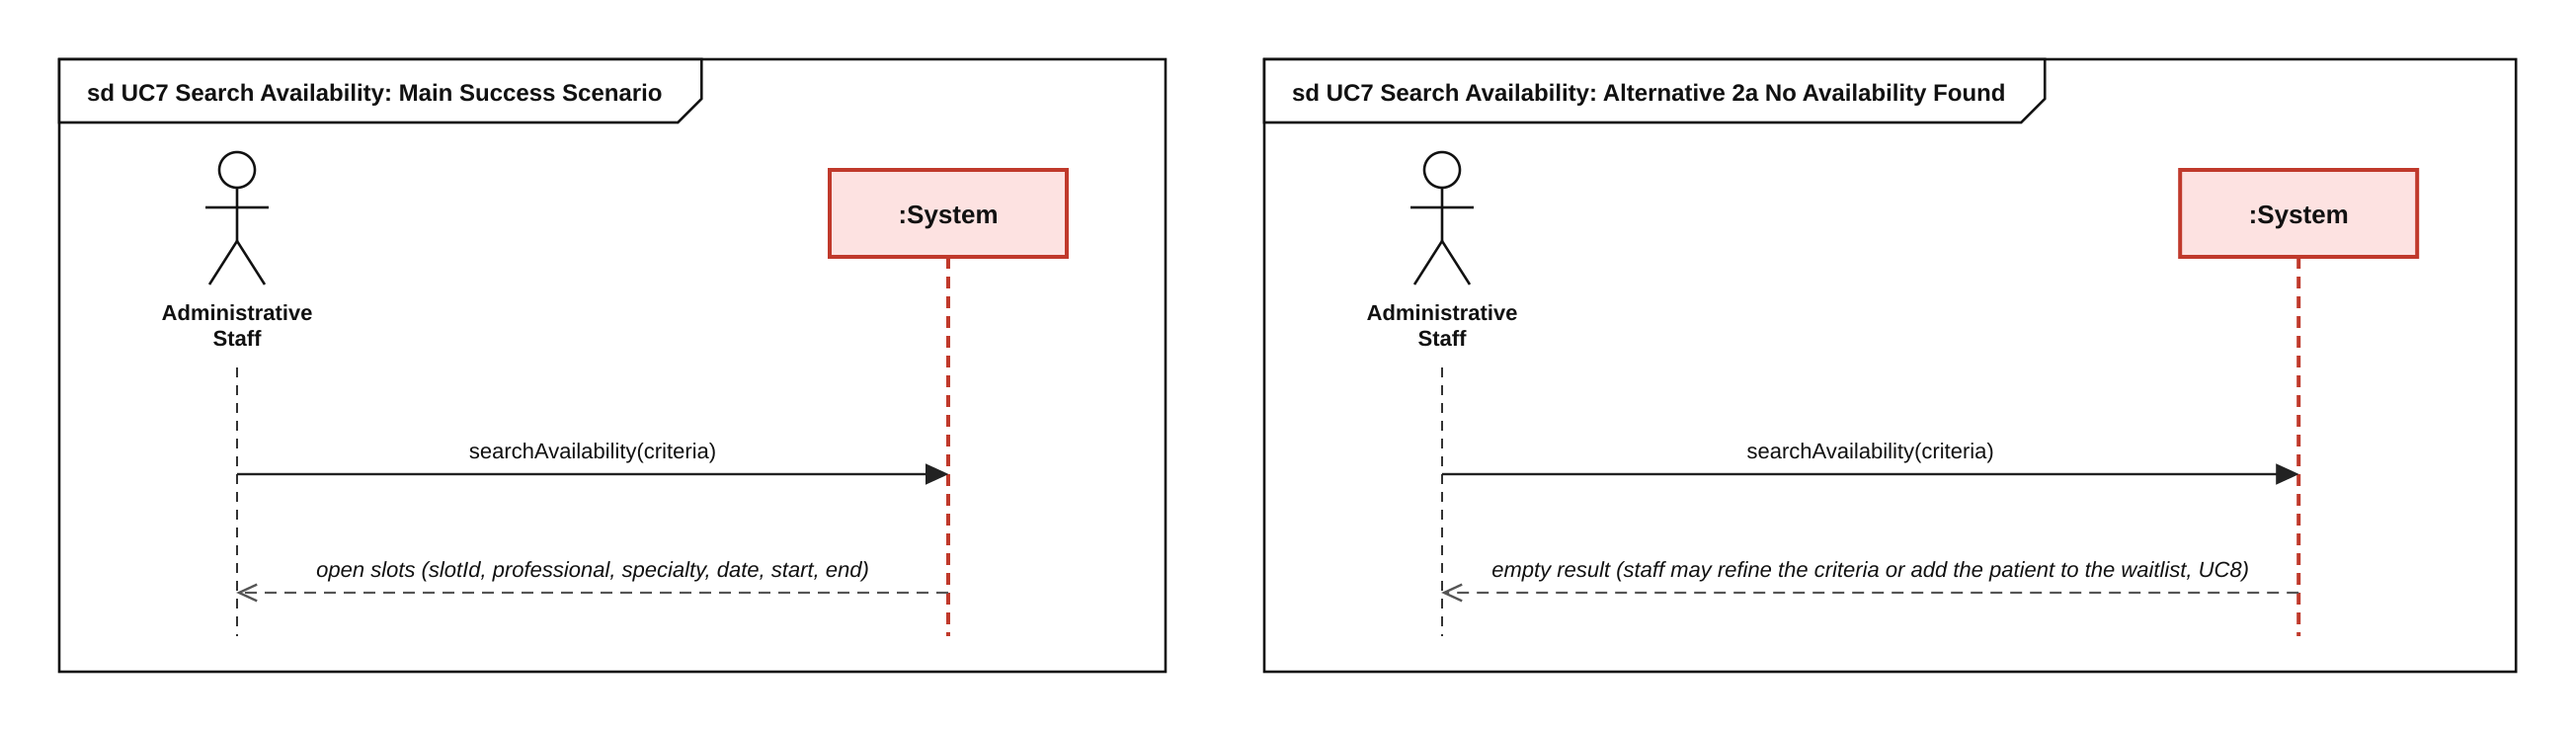 sd UC7 Search Availability: Main Success Scenario
:System
Administrative
Staff
searchAvailability(criteria)
open slots (slotId, professional, specialty, date, start, end)
sd UC7 Search Availability: Alternative 2a No Availability Found
:System
Administrative
Staff
searchAvailability(criteria)
empty result (staff may refine the criteria or add the patient to the waitlist, UC8)